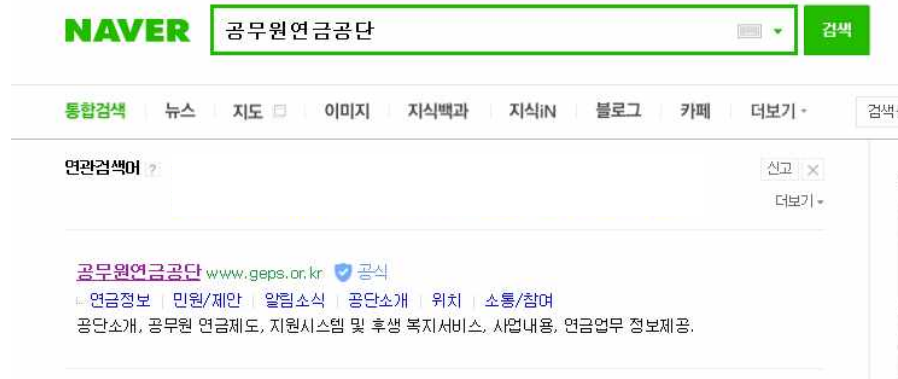 NAVER 공무원연금공단 검색
통합검색 뉴스 지도 이미지 지식백과 지식iN 블로그 카페 더보기 검색
연관검색어 ? 신고 ×
더보기
공무원연금공단 www.geps.or.kr 공식
연금정보 민원/제안 알림소식 공단소개 위치 소통/참여
공단소개, 공무원 연금제도, 지원시스템 및 후생 복지서비스, 사업내용, 연금업무 정보제공.